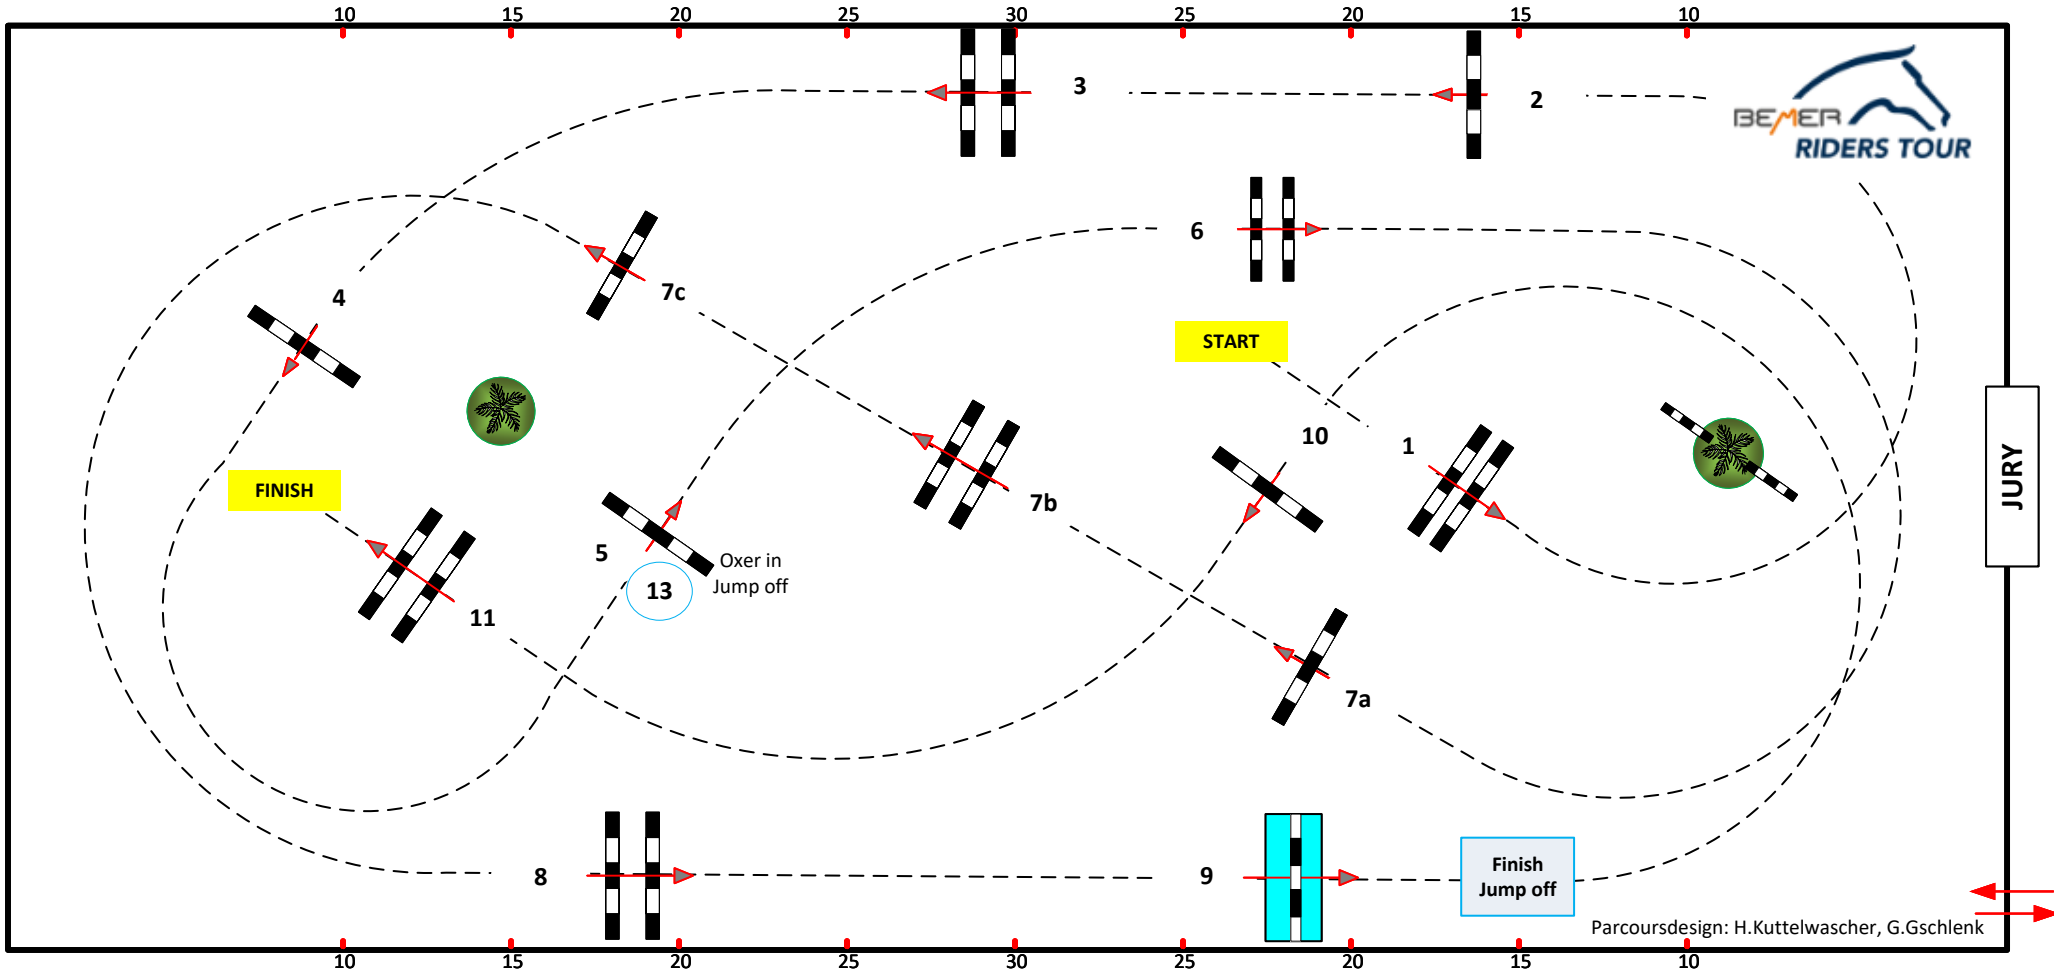 10 15 20 25 30 25 20 15 10
3
2
BEMER
RIDERS TOUR
6
4
7c
START
10
1
FINISH
7b
5
Oxer in
Jump off
13
11
JURY
7a
8
9
Finish
Jump off
Parcoursdesign: H.Kuttelwascher, G.Gschlenk
10 15 20 25 30 25 20 15 10